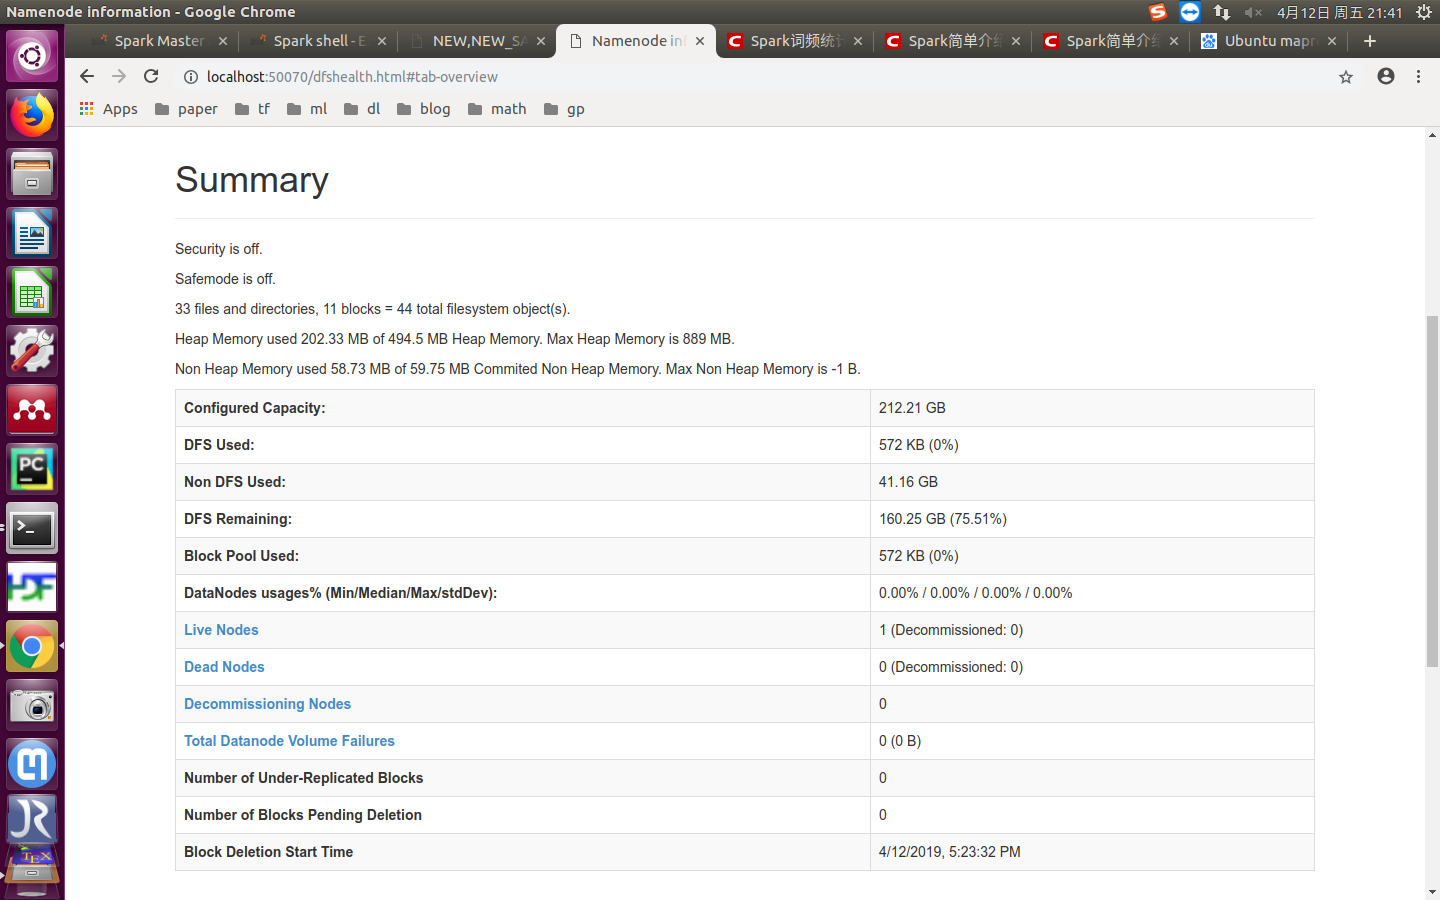 Namenode information - Google Chrome
4月12日 周五 21:41
Spark Master
Spark shell - E
NEW,NEW_SA
Namenode inf
Spark词频统计
Spark简单介绍
Spark简单介绍
Ubuntu mapr
localhost:50070/dfshealth.html#tab-overview
Apps paper tf ml dl blog math gp
Summary
Security is off.
Safemode is off.
33 files and directories, 11 blocks = 44 total filesystem object(s).
Heap Memory used 202.33 MB of 494.5 MB Heap Memory. Max Heap Memory is 889 MB.
Non Heap Memory used 58.73 MB of 59.75 MB Commited Non Heap Memory. Max Non Heap Memory is -1 B.
Configured Capacity: 212.21 GB
DFS Used: 572 KB (0%)
Non DFS Used: 41.16 GB
DFS Remaining: 160.25 GB (75.51%)
Block Pool Used: 572 KB (0%)
DataNodes usages% (Min/Median/Max/stdDev): 0.00% / 0.00% / 0.00% / 0.00%
Live Nodes 1 (Decommissioned: 0)
Dead Nodes 0 (Decommissioned: 0)
Decommissioning Nodes 0
Total Datanode Volume Failures 0 (0 B)
Number of Under-Replicated Blocks 0
Number of Blocks Pending Deletion 0
Block Deletion Start Time 4/12/2019, 5:23:32 PM
PC
HDF
JR
TEX